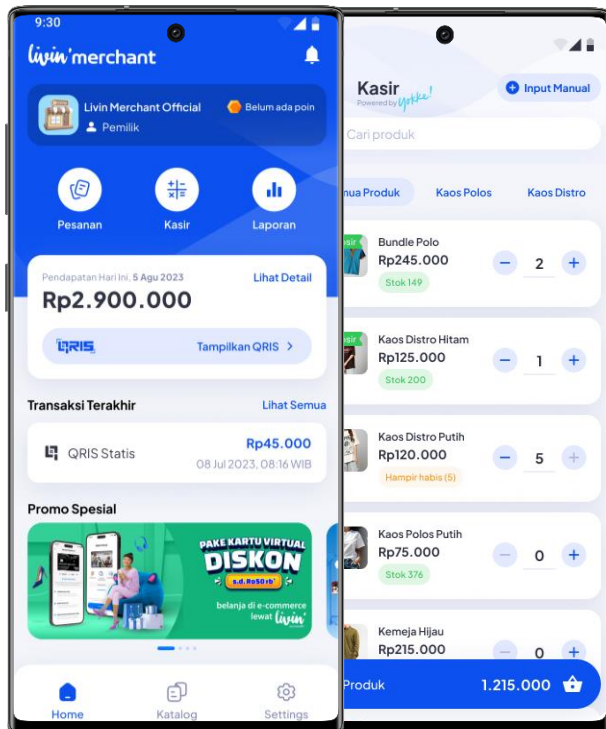 9:30
livin'merchant
Livin Merchant Official
Belum ada poin
Pemilik
Pesanan
Kasir
Laporan
Pendapatan Hari Ini, 5 Agu 2023
Lihat Detail
Rp2.900.000
QRIS
Tampilkan QRIS >
Transaksi Terakhir
Lihat Semua
QRIS Statis
Rp45.000
08 Jul 2023, 08:16 WIB
Promo Spesial
PAKE KARTU VIRTUAL
DISKON
s.d. Rp50rb*
belanja di e-commerce
lewat livin'
Home
Katalog
Settings
Kasir
Powered by yokke!
Input Manual
Cari produk
Produk
Kaos Polos
Kaos Distro
Bundle Polo
Rp245.000
Stok 149
- 2 +
Kaos Distro Hitam
Rp125.000
Stok 200
- 1 +
Kaos Distro Putih
Rp120.000
Hampir habis (5)
- 5 +
Kaos Polos Putih
Rp75.000
Stok 376
- 0 +
Kemeja Hijau
Rp215.000
- 0 +
Produk
1.215.000